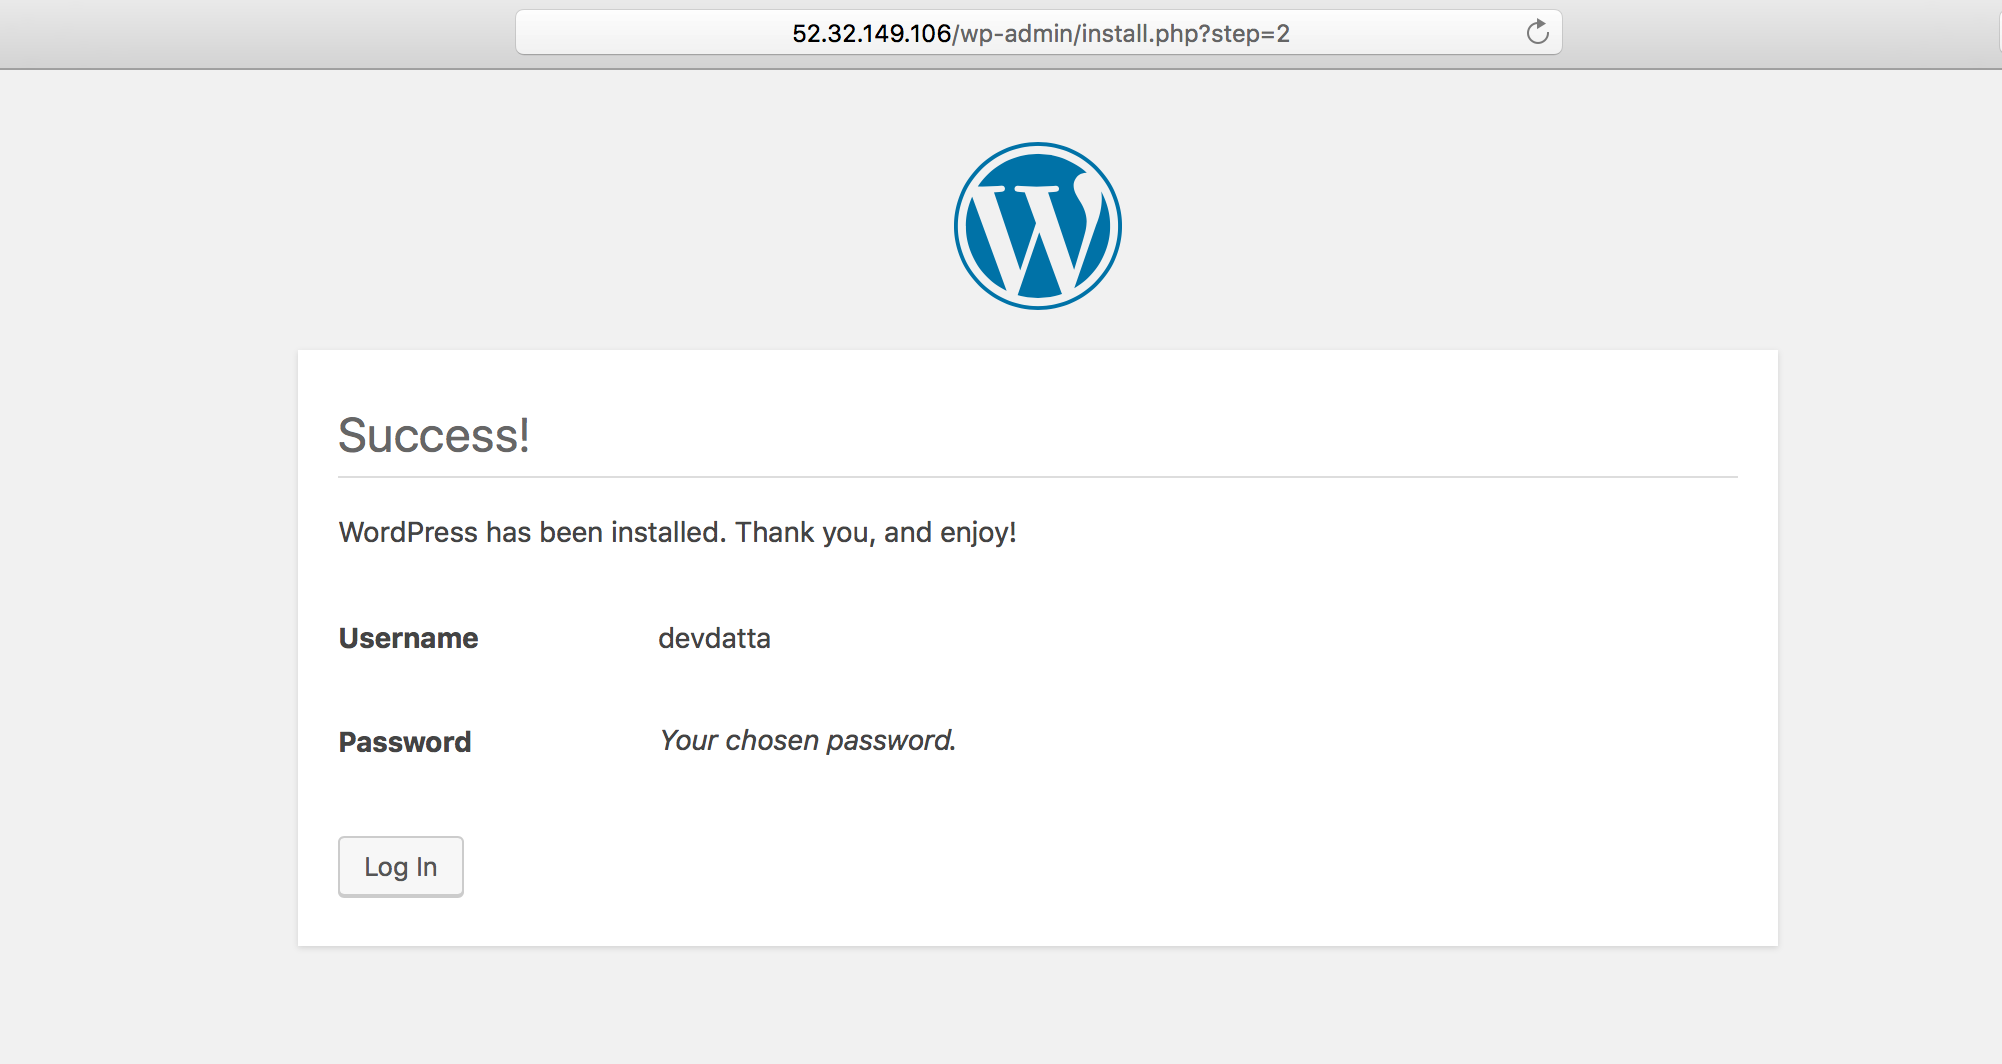 52.32.149.106/wp-admin/install.php?step=2
Success!
WordPress has been installed. Thank you, and enjoy!
Username devdatta
Password Your chosen password.
Log In